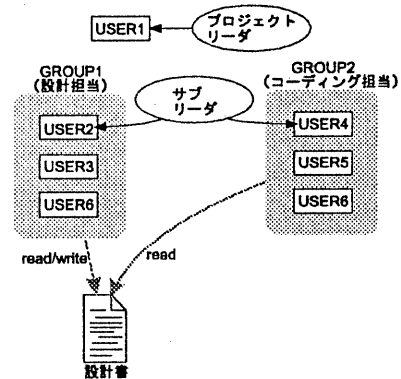 プロジェクト
リーダ
USER1
GROUP1
(設計担当)
GROUP2
(コーディング担当)
サブ
リーダ
USER2
USER4
USER3
USER5
USER6
USER6
read/write
read
設計書